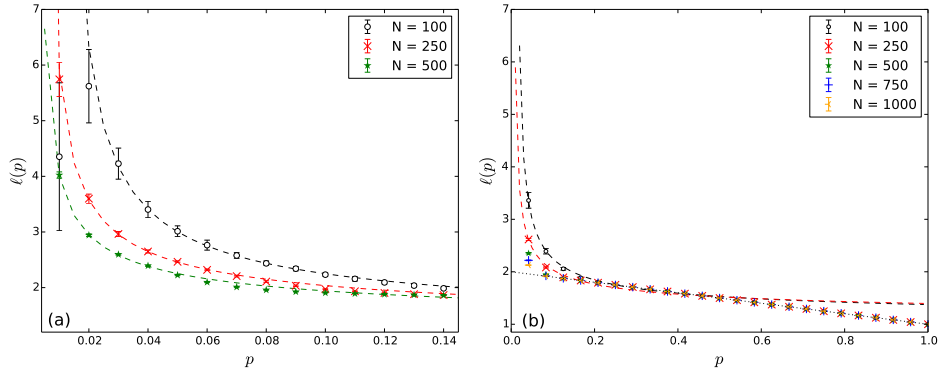 7
6
5
4
3
2
ℓ(p)
N = 100
N = 250
N = 500
(a)
0.02 0.04 0.06 0.08 0.10 0.12 0.14
p
7
6
5
4
3
2
1
ℓ(p)
N = 100
N = 250
N = 500
N = 750
N = 1000
(b)
0.0 0.2 0.4 0.6 0.8 1.0
p